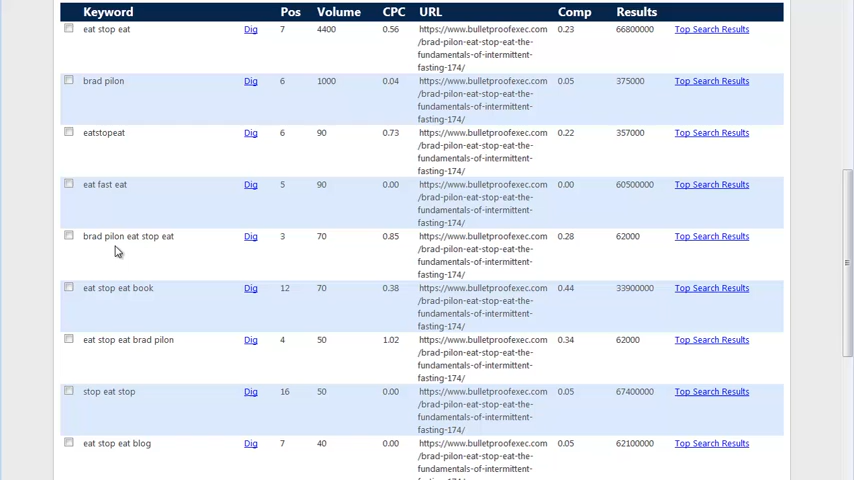 Keyword Pos Volume CPC URL Comp Results
eat stop eat Dig 7 4400 0.56 https://www.bulletproofexec.com 0.23 66800000 Top Search Results
/brad-pilon-eat-stop-eat-the-
fundamentals-of-intermittent-
fasting-174/
brad pilon Dig 6 1000 0.04 https://www.bulletproofexec.com 0.05 375000 Top Search Results
/brad-pilon-eat-stop-eat-the-
fundamentals-of-intermittent-
fasting-174/
eatstopeat Dig 6 90 0.73 https://www.bulletproofexec.com 0.22 357000 Top Search Results
/brad-pilon-eat-stop-eat-the-
fundamentals-of-intermittent-
fasting-174/
eat fast eat Dig 5 90 0.00 https://www.bulletproofexec.com 0.00 60500000 Top Search Results
/brad-pilon-eat-stop-eat-the-
fundamentals-of-intermittent-
fasting-174/
brad pilon eat stop eat Dig 3 70 0.85 https://www.bulletproofexec.com 0.28 62000 Top Search Results
/brad-pilon-eat-stop-eat-the-
fundamentals-of-intermittent-
fasting-174/
eat stop eat book Dig 12 70 0.38 https://www.bulletproofexec.com 0.44 33900000 Top Search Results
/brad-pilon-eat-stop-eat-the-
fundamentals-of-intermittent-
fasting-174/
eat stop eat brad pilon Dig 4 50 1.02 https://www.bulletproofexec.com 0.34 62000 Top Search Results
/brad-pilon-eat-stop-eat-the-
fundamentals-of-intermittent-
fasting-174/
stop eat stop Dig 16 50 0.00 https://www.bulletproofexec.com 0.05 67400000 Top Search Results
/brad-pilon-eat-stop-eat-the-
fundamentals-of-intermittent-
fasting-174/
eat stop eat blog Dig 7 40 0.00 https://www.bulletproofexec.com 0.05 62100000 Top Search Results
/brad-pilon-eat-stop-eat-the-
fundamentals-of-intermittent-